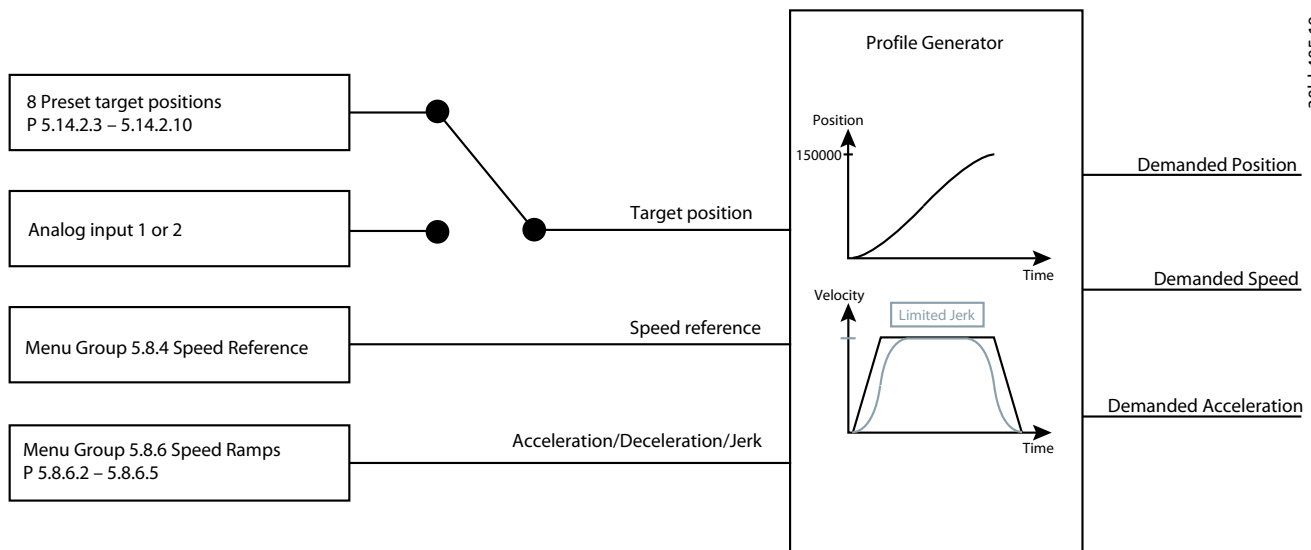 Profile Generator
8 Preset target positions
P 5.14.2.3 – 5.14.2.10
Analog input 1 or 2
Menu Group 5.8.4 Speed Reference
Menu Group 5.8.6 Speed Ramps
P 5.8.6.2 – 5.8.6.5
Target position
Speed reference
Acceleration/Deceleration/Jerk
Position
150000
Time
Velocity
Limited Jerk
Time
Demanded Position
Demanded Speed
Demanded Acceleration